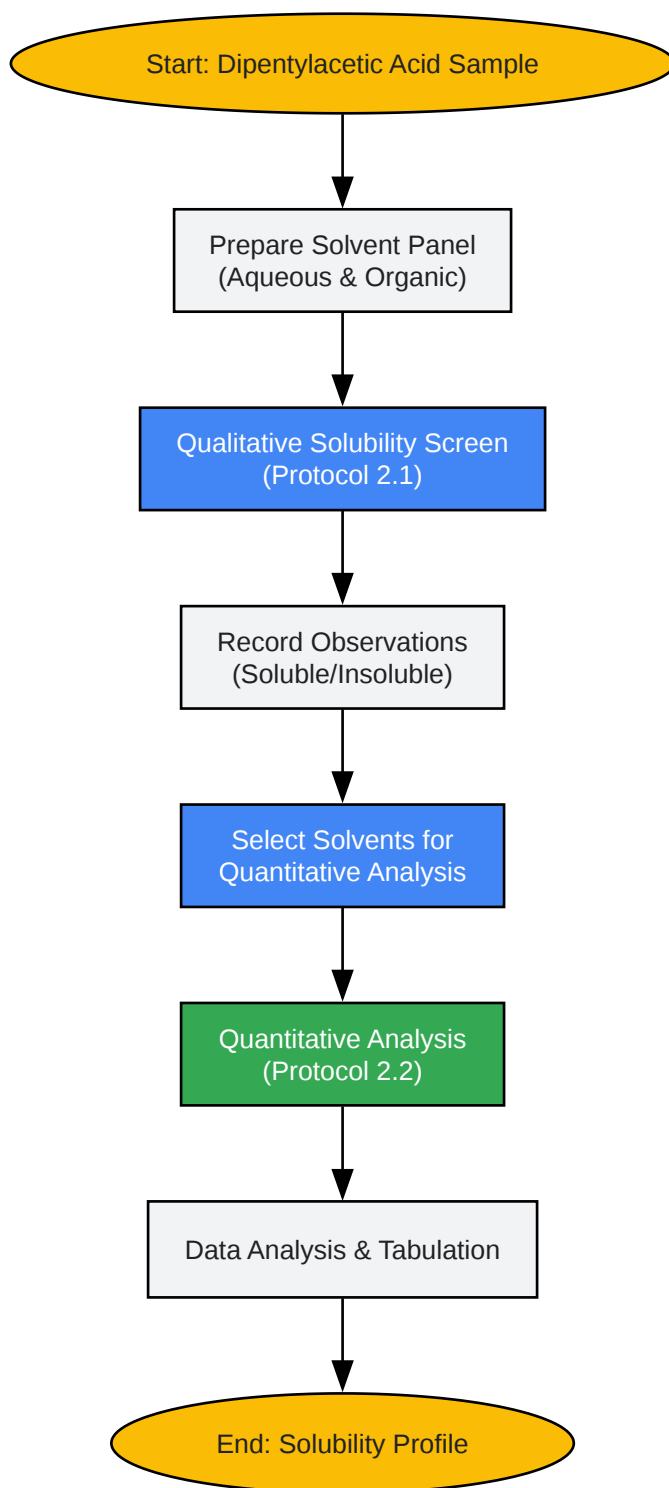 Start: Dipentylacetic Acid Sample
Prepare Solvent Panel
(Aqueous & Organic)
Qualitative Solubility Screen
(Protocol 2.1)
Record Observations
(Soluble/Insoluble)
Select Solvents for
Quantitative Analysis
Quantitative Analysis
(Protocol 2.2)
Data Analysis & Tabulation
End: Solubility Profile